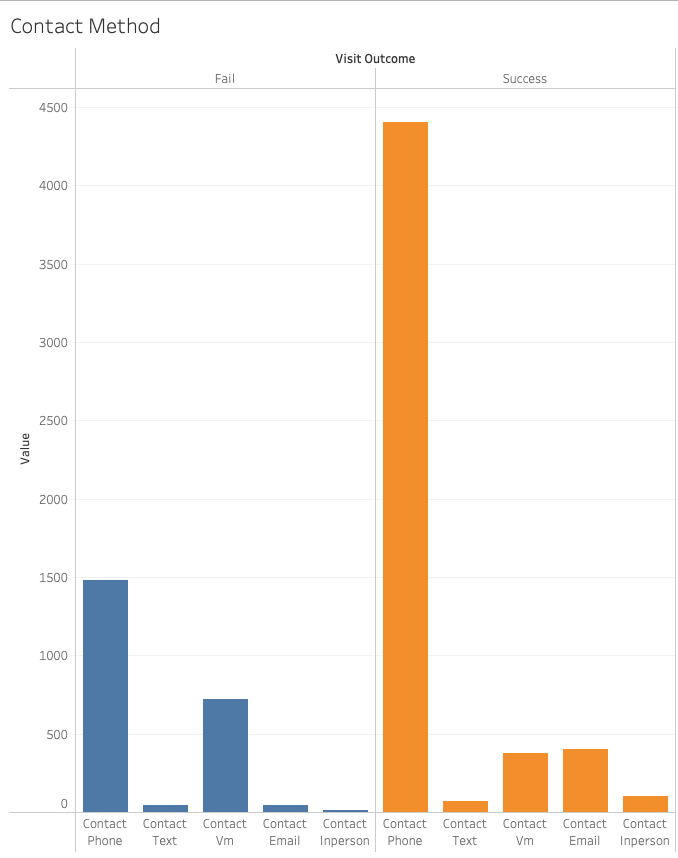 Contact Method
Visit Outcome
Fail
Success
4500
4000
3500
3000
2500
2000
1500
1000
500
0
Value
Contact Contact Contact Contact Contact Contact Contact Contact Contact Contact
Phone Text Vm Email Inperson Phone Text Vm Email Inperson